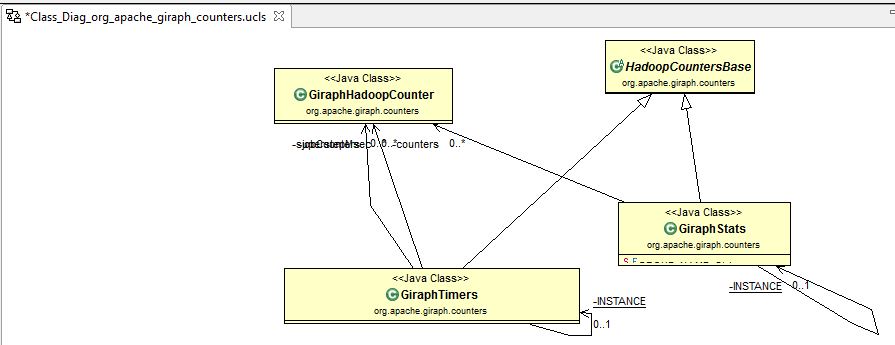 *Class_Diag_org_apache_giraph_counters.ucls
<<Java Class>>
HadoopCountersBase
org.apache.giraph.counters
<<Java Class>>
GiraphHadoopCounter
org.apache.giraph.counters
0..* -counters 0..*
<<Java Class>>
GiraphStats
org.apache.giraph.counters
<<Java Class>>
GiraphTimers
org.apache.giraph.counters
-INSTANCE 0..1
-INSTANCE
0..1